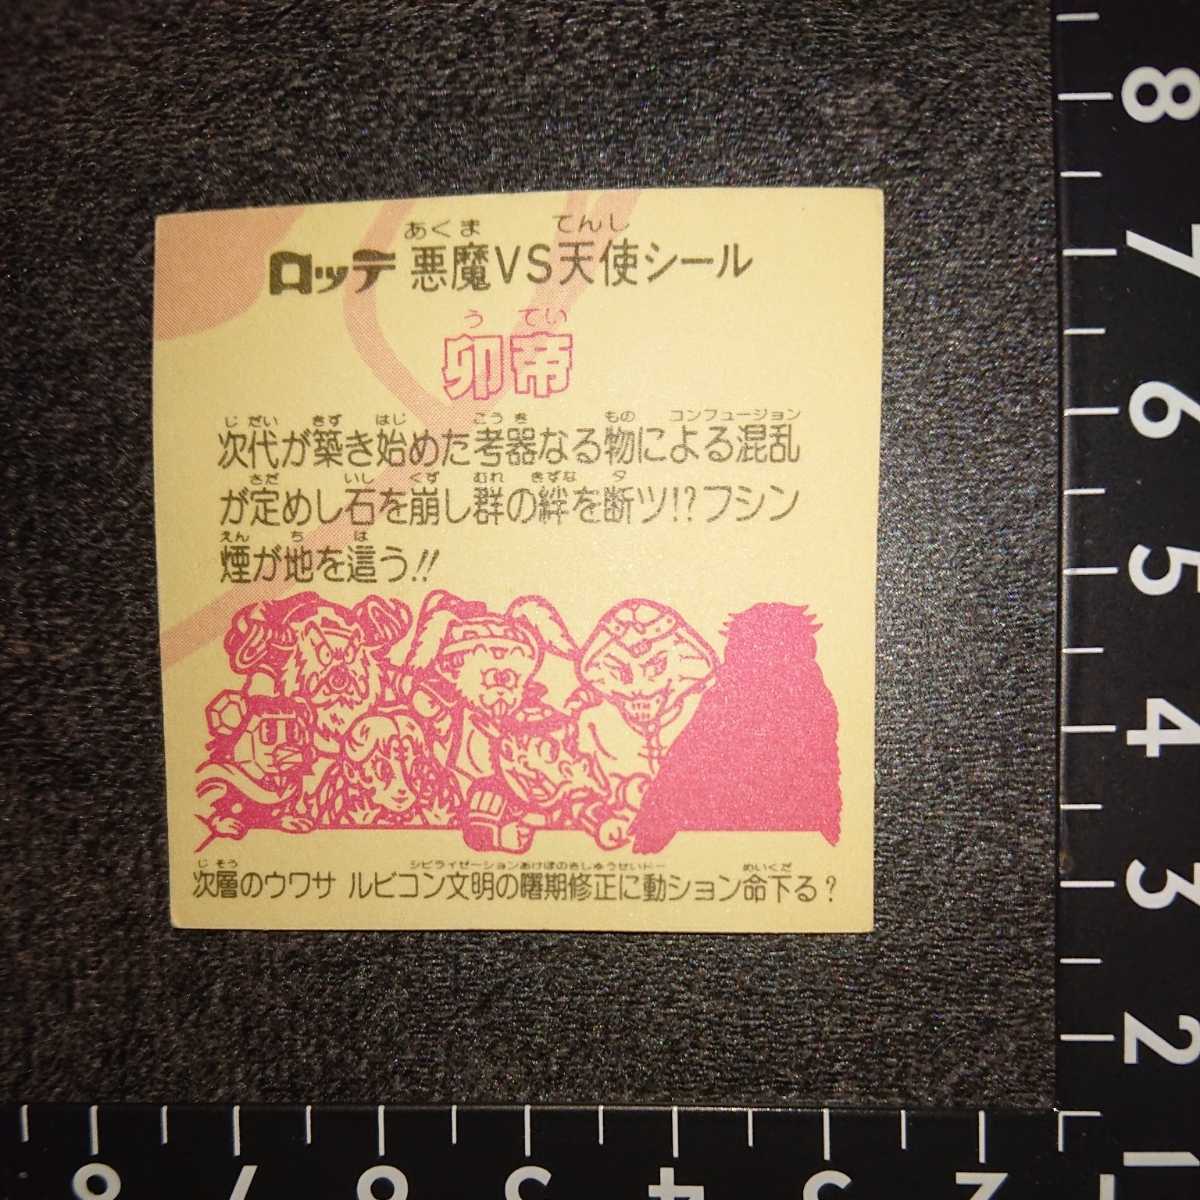 あくま てんし
ロッテ 悪魔VS天使シール
う てい
卯帝
じだい きず はじ こうき もの コンフュージョン
次代が築き始めた考器なる物による混乱
さだ いし くず むれ きずな タ
が定めし石を崩し群の絆を断ツ!?フシン
えん ち は
煙が地を這う!!
じそう シビライゼーションあけぼのきしゅうせいドー めいくだ
次層のウワサ ルビコン文明の曙期修正に動ション命下る?
8
7
6
5
4
3
2
1
8 7 6 5 4 3 2